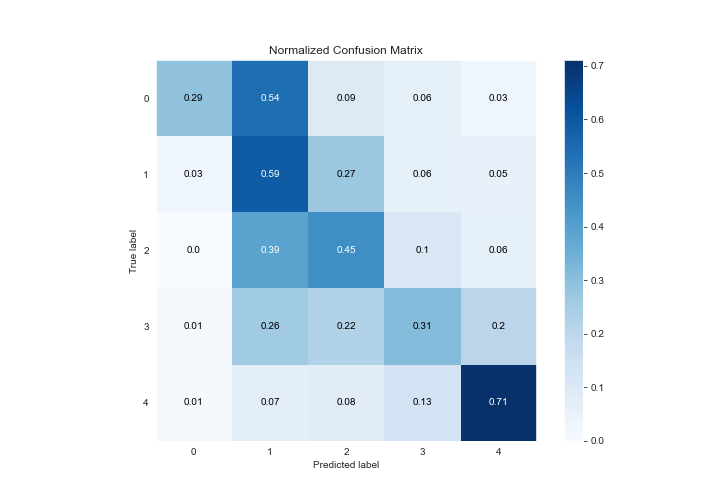 Normalized Confusion Matrix
0.7
0 0.29 0.54 0.09 0.06 0.03
0.6
1 0.03 0.59 0.27 0.06 0.05
0.5
0.4
True label
2 0.0 0.39 0.45 0.1 0.06
0.3
3 0.01 0.26 0.22 0.31 0.2
0.2
0.1
4 0.01 0.07 0.08 0.13 0.71
0.0
0 1 2 3 4
Predicted label